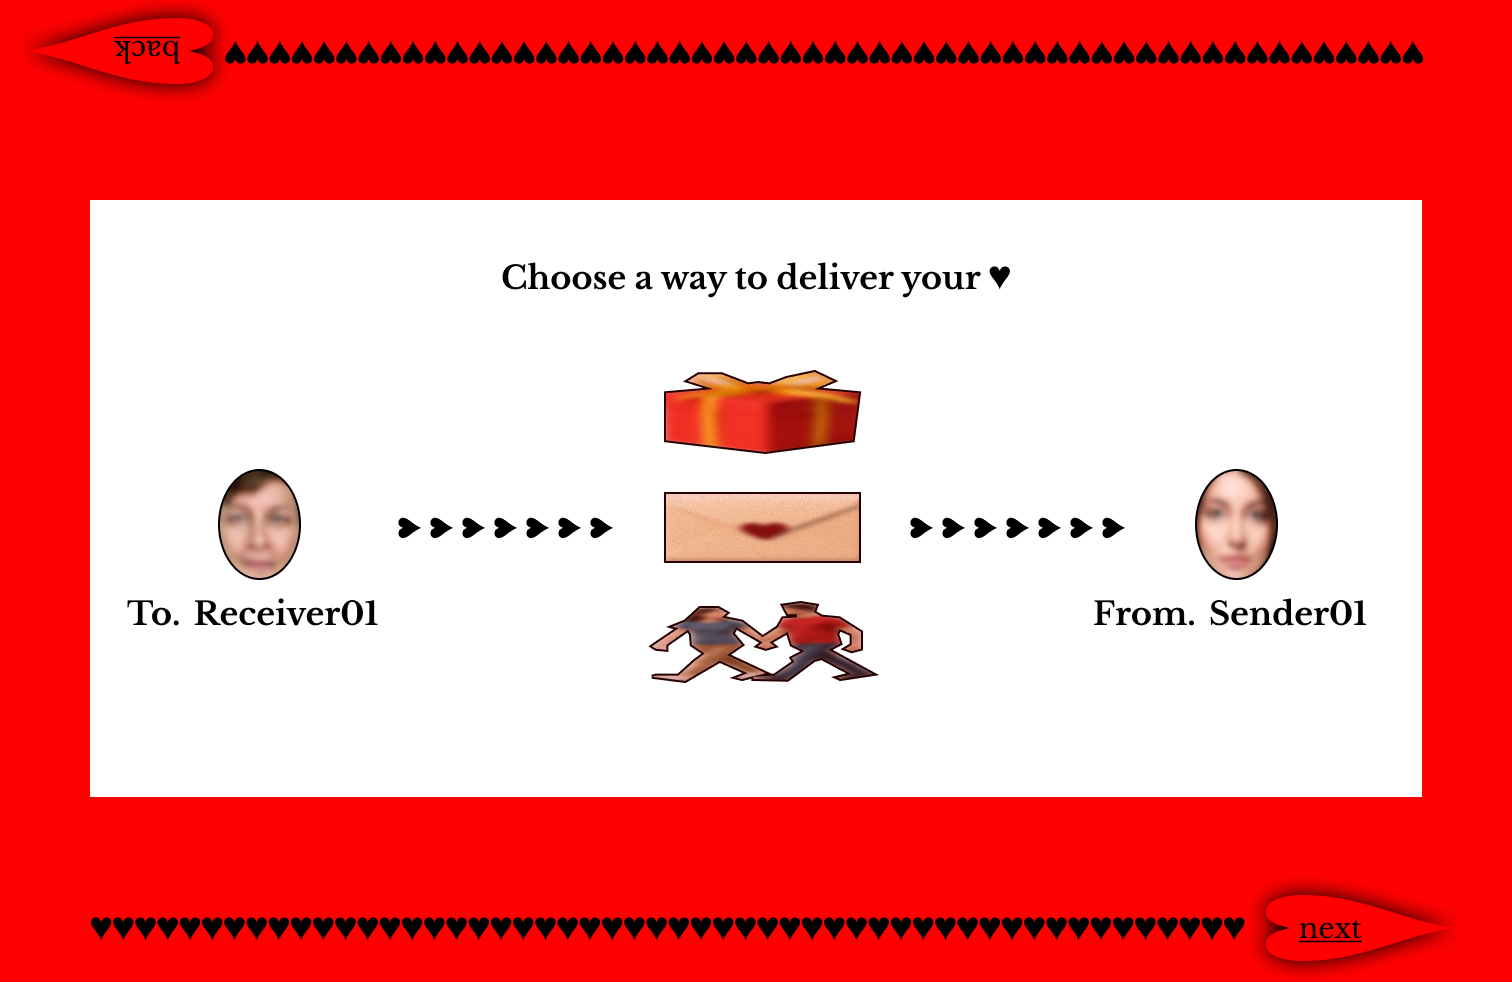 back
Choose a way to deliver your ♥
To. Receiver01
From. Sender01
next